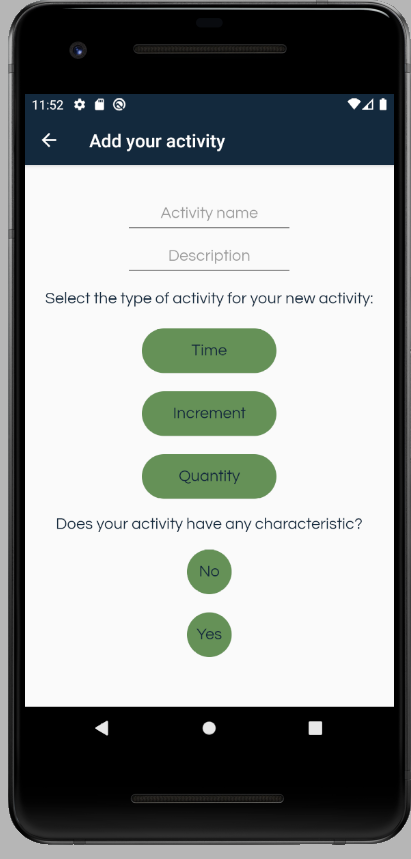 11:52
Add your activity
Activity name
Description
Select the type of activity for your new activity:
Time
Increment
Quantity
Does your activity have any characteristic?
No
Yes